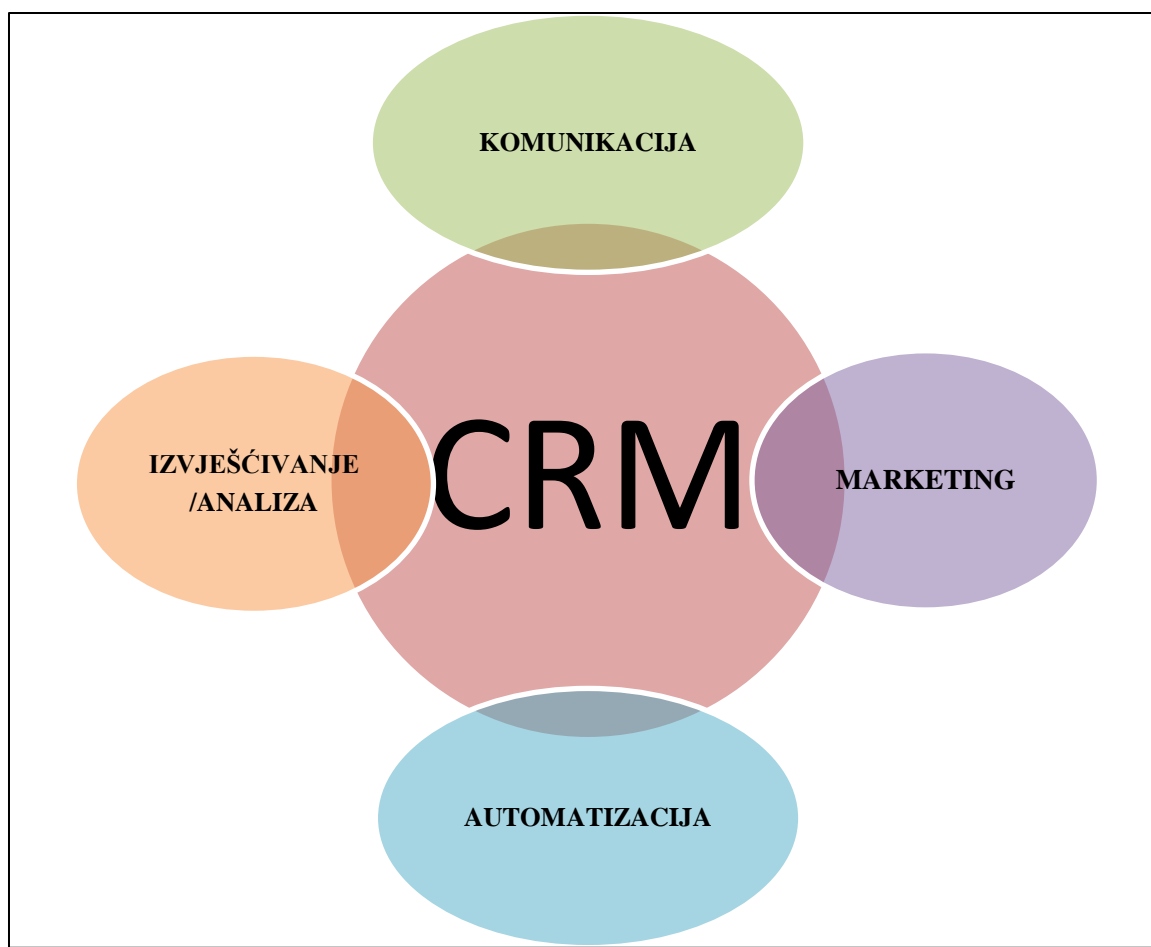 KOMUNIKACIJA
IZVJEŠĆIVANJE
/ANALIZA
CRM
MARKETING
AUTOMATIZACIJA